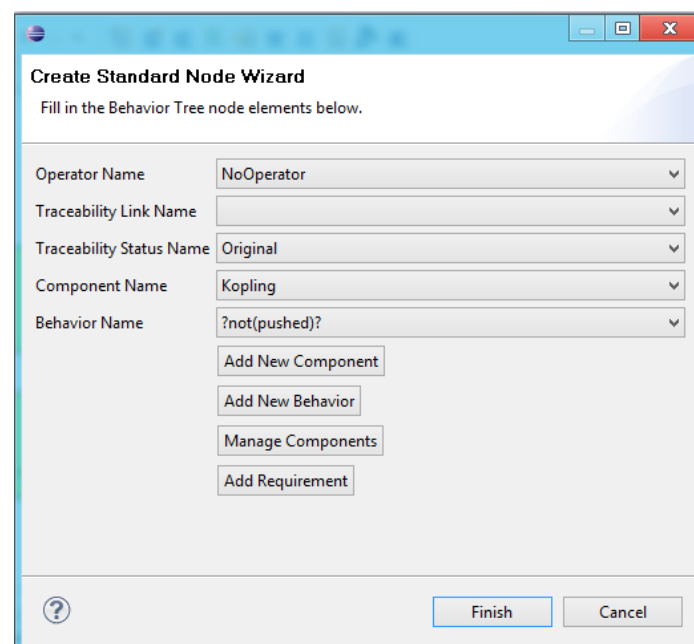 Create Standard Node Wizard
Fill in the Behavior Tree node elements below.
Operator Name NoOperator
Traceability Link Name
Traceability Status Name Original
Component Name Kopling
Behavior Name ?not(pushed)?
Add New Component
Add New Behavior
Manage Components
Add Requirement
? Finish Cancel